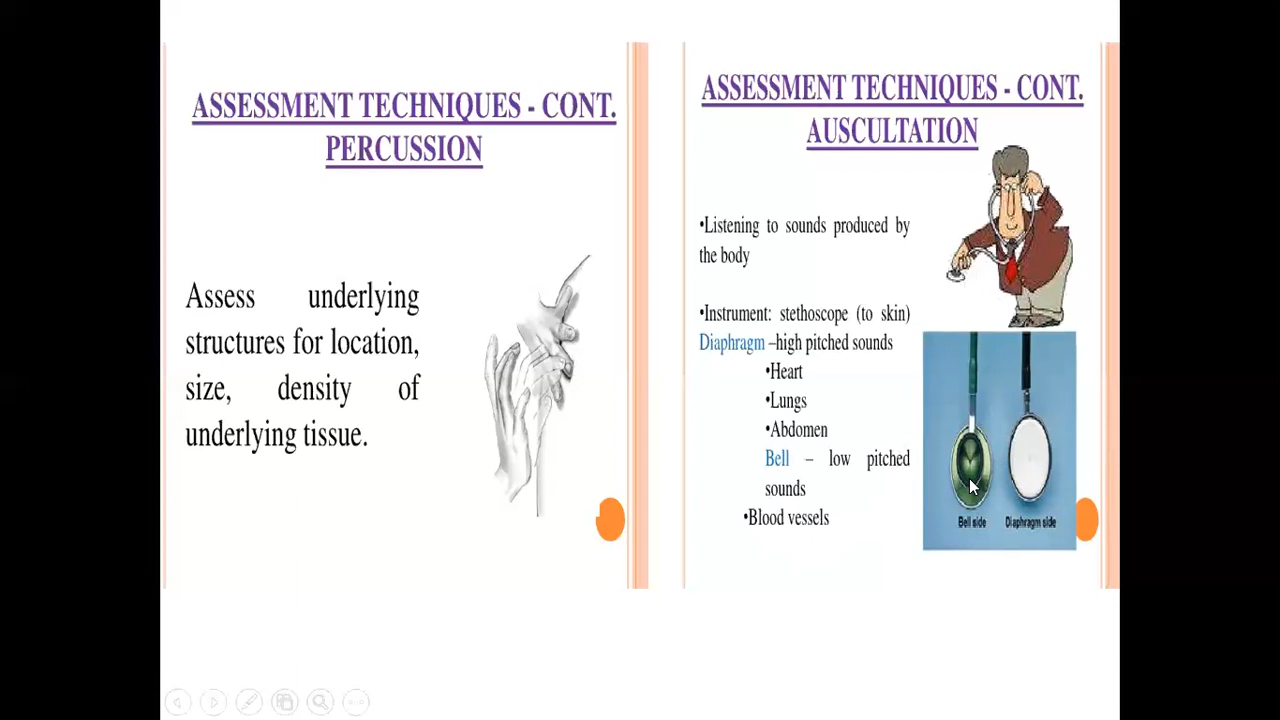 ASSESSMENT TECHNIQUES - CONT.
PERCUSSION
Assess underlying
structures for location,
size, density of
underlying tissue.
ASSESSMENT TECHNIQUES - CONT.
AUSCULTATION
•Listening to sounds produced by
the body
•Instrument: stethoscope (to skin)
Diaphragm –high pitched sounds
•Heart
•Lungs
•Abdomen
Bell – low pitched
sounds
•Blood vessels
Bell side Diaphragm side